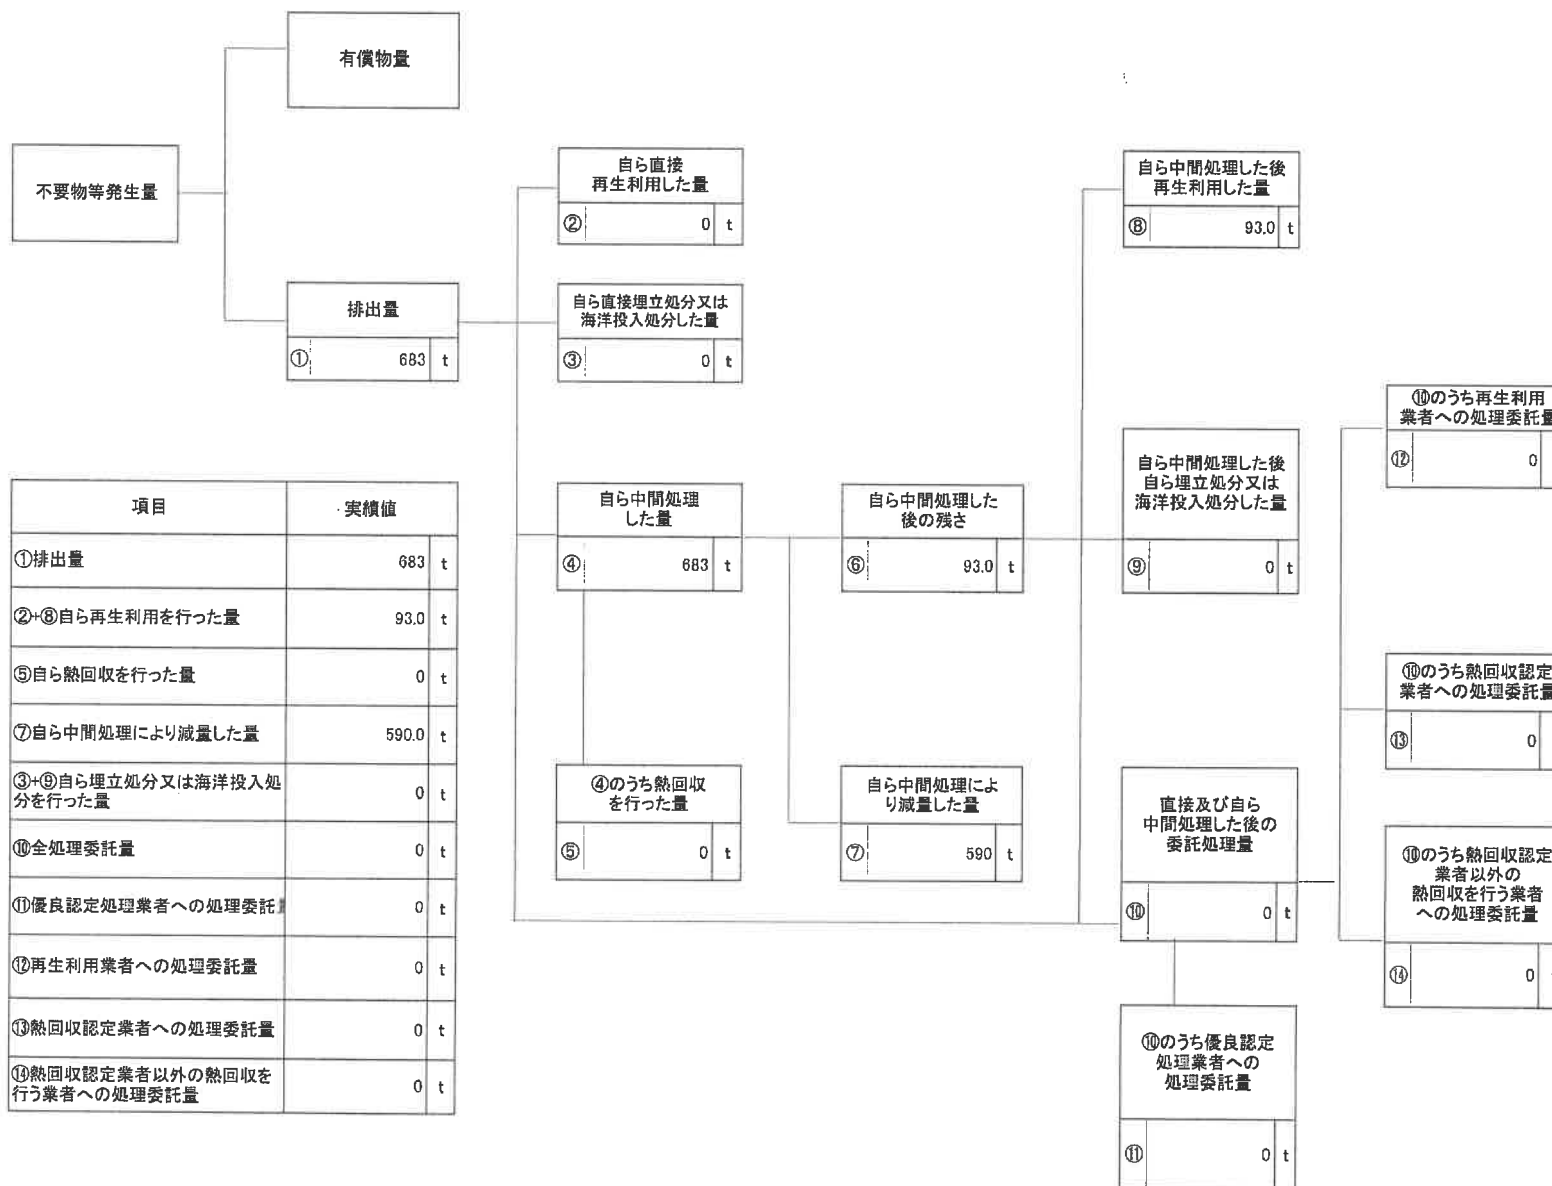 有償物量
不要物等発生量
排出量
① 683 t
自ら直接
再生利用した量
② 0 t
自ら直接埋立処分又は
海洋投入処分した量
③ 0 t
自ら中間処理
した量
④ 683 t
④のうち熱回収
を行った量
⑤ 0 t
自ら中間処理した
後の残さ
⑥ 93.0 t
自ら中間処理によ
り減量した量
⑦ 590 t
自ら中間処理した後
再生利用した量
⑧ 93.0 t
自ら中間処理した後
自ら埋立処分又は
海洋投入処分した量
⑨ 0 t
直接及び自ら
中間処理した後の
委託処理量
⑩ 0 t
⑩のうち優良認定
処理業者への
処理委託量
⑪ 0 t
⑩のうち再生利用
業者への処理委託量
⑫ 0
⑩のうち熱回収認定
業者への処理委託量
⑬ 0
⑩のうち熱回収認定
業者以外の
熱回収を行う業者
への処理委託量
⑭ 0
項目 実績値
①排出量 683 t
②+⑧自ら再生利用を行った量 93.0 t
⑤自ら熱回収を行った量 0 t
⑦自ら中間処理により減量した量 590.0 t
③+⑨自ら埋立処分又は海洋投入処
分を行った量 0 t
⑩全処理委託量 0 t
⑪優良認定処理業者への処理委託 0 t
⑫再生利用業者への処理委託量 0 t
⑬熱回収認定業者への処理委託量 0 t
⑭熱回収認定業者以外の熱回収を
行う業者への処理委託量 0 t